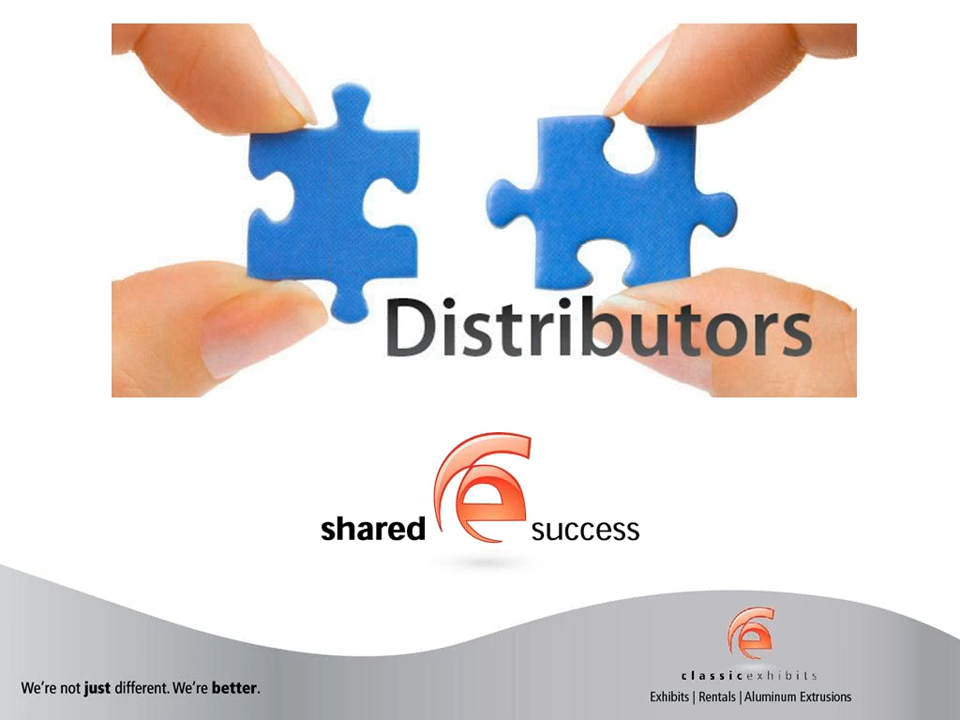 Distributors
shared e success
We're not just different. We're better.
e
classicexhibits
Exhibits | Rentals | Aluminum Extrusions